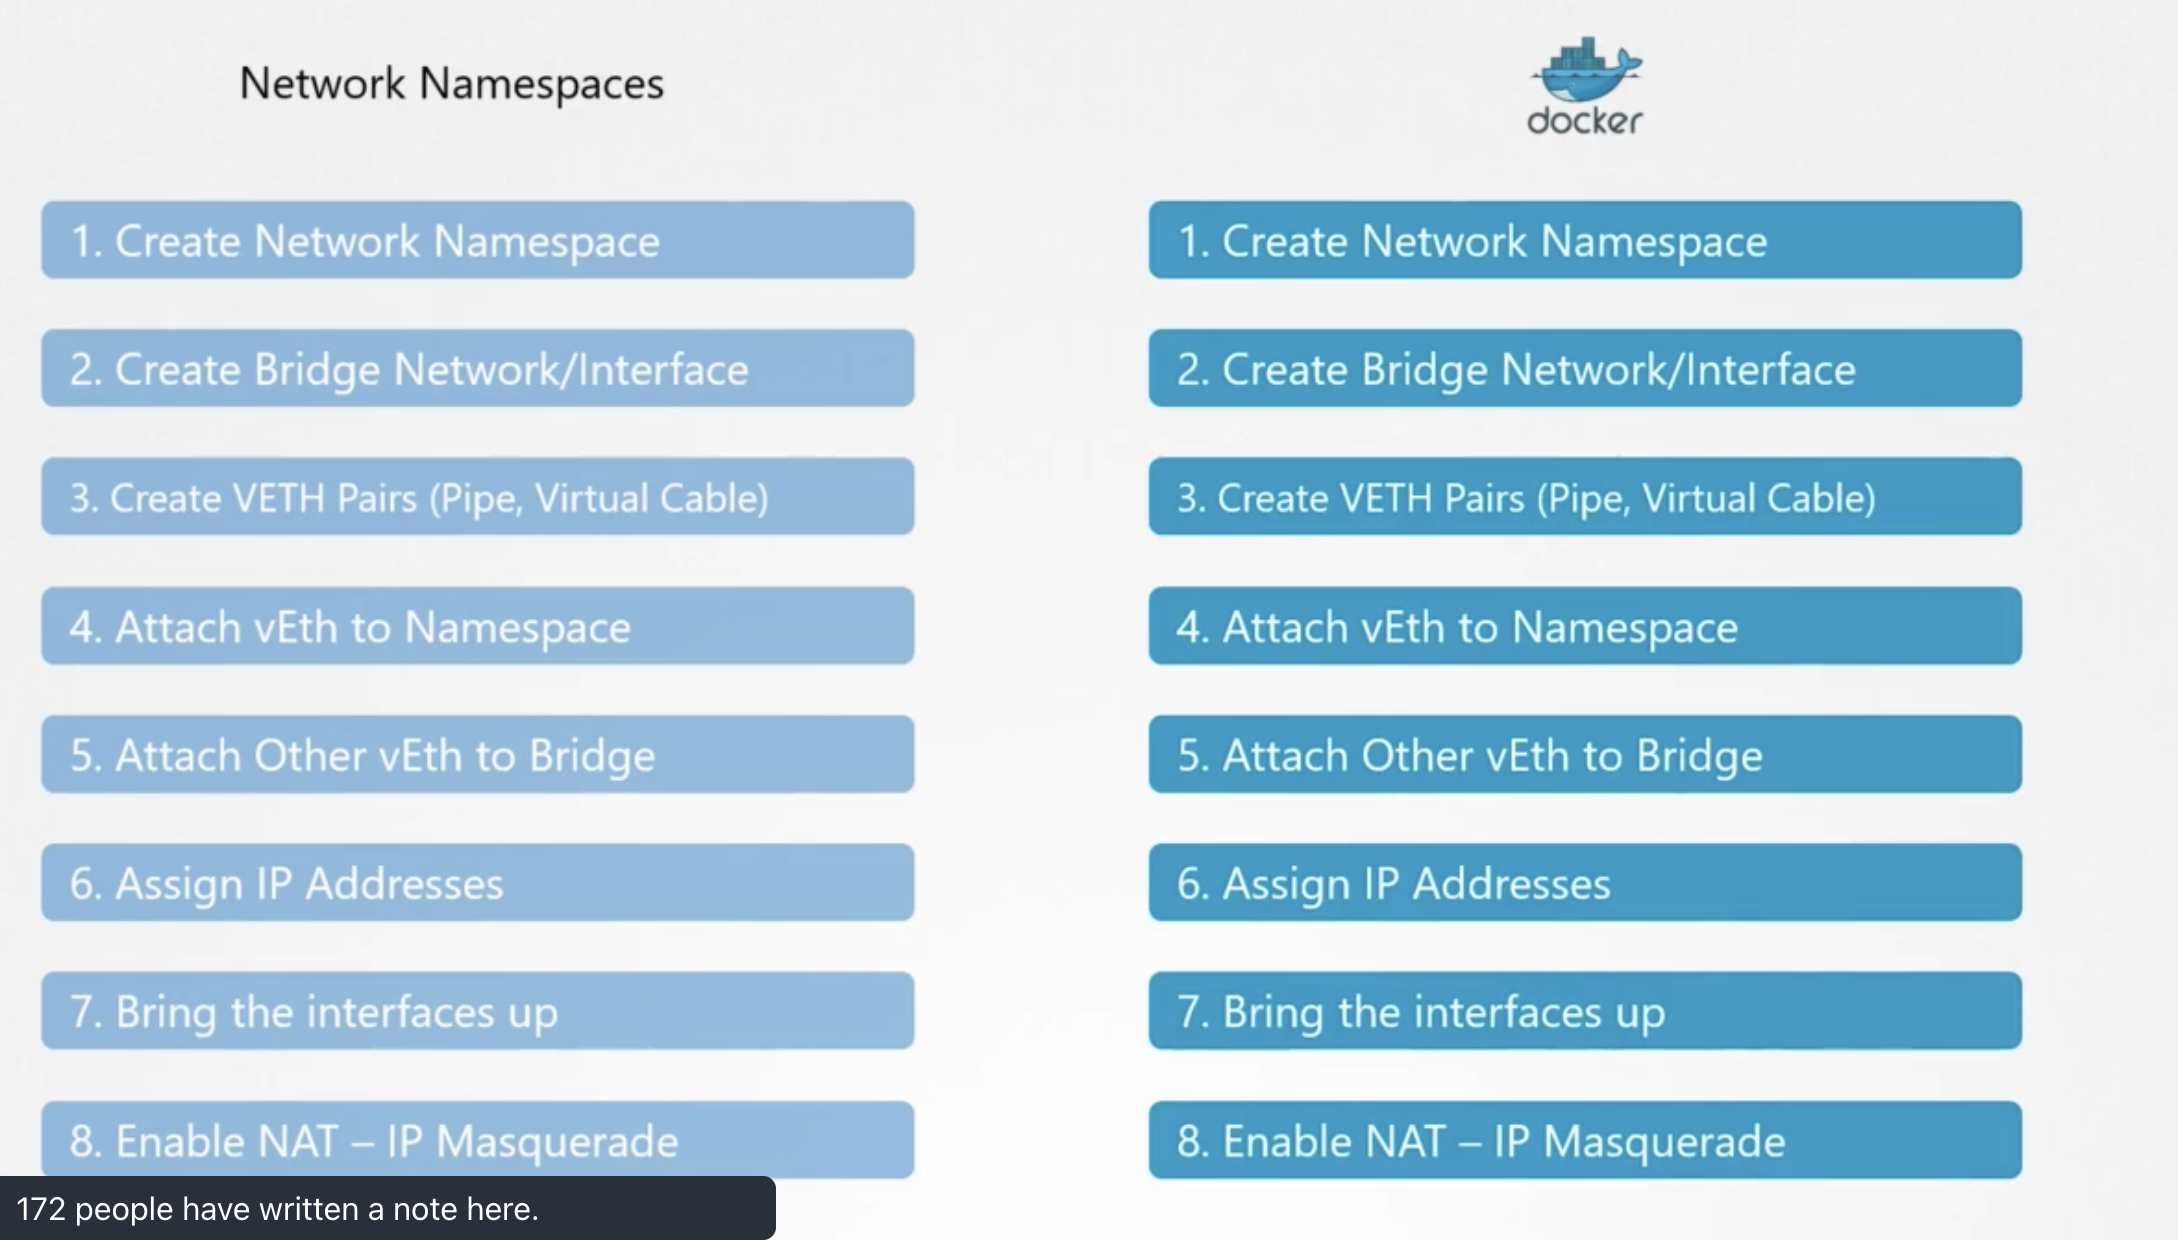 Network Namespaces
docker
1. Create Network Namespace
2. Create Bridge Network/Interface
3. Create VETH Pairs (Pipe, Virtual Cable)
4. Attach vEth to Namespace
5. Attach Other vEth to Bridge
6. Assign IP Addresses
7. Bring the interfaces up
8. Enable NAT – IP Masquerade
1. Create Network Namespace
2. Create Bridge Network/Interface
3. Create VETH Pairs (Pipe, Virtual Cable)
4. Attach vEth to Namespace
5. Attach Other vEth to Bridge
6. Assign IP Addresses
7. Bring the interfaces up
8. Enable NAT – IP Masquerade
172 people have written a note here.